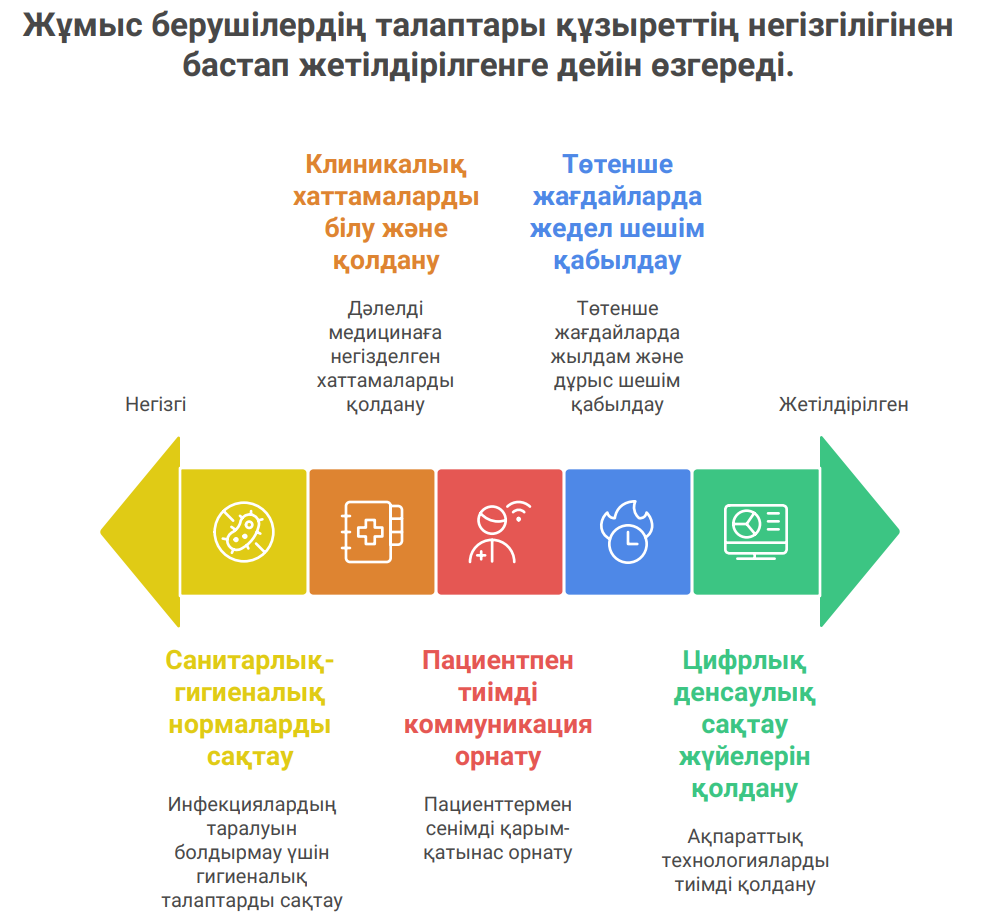 Жұмыс берушілердің талаптары құзыреттің негізгілігінен
бастап жетілдірілгенге дейін өзгереді.
Клиникалық
хаттамаларды
білу және
қолдану
Дәлелді
медицинаға
негізделген
хаттамаларды
қолдану
Төтенше
жағдайларда
жедел шешім
қабылдау
Төтенше
жағдайларда
жылдам және
дұрыс шешім
қабылдау
Негізгі
Жетілдірілген
Санитарлық-
гигиеналық
нормаларды
сақтау
Инфекциялардың
таралуын
болдырмау үшін
гигиеналық
талаптарды сақтау
Пациентпен
тиімді
коммуникация
орнату
Пациенттермен
сенімді қарым-
қатынас орнату
Цифрлық
денсаулық
сақтау
жүйелерін
қолдану
Ақпараттық
технологияларды
тиімді қолдану